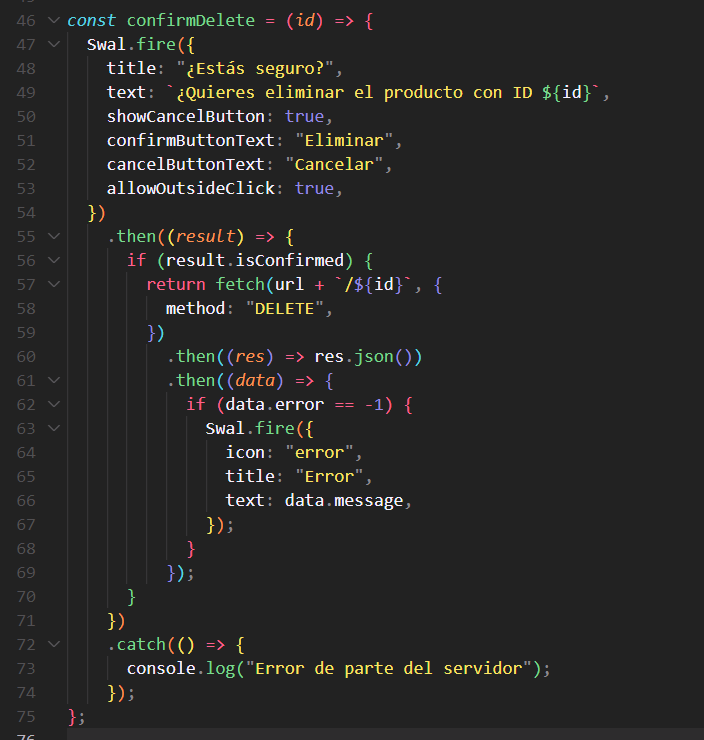 46 const confirmDelete = (id) => {
47 Swal.fire({
48 title: "¿Estás seguro?",
49 text: `¿Quieres eliminar el producto con ID ${id}`,
50 showCancelButton: true,
51 confirmButtonText: "Eliminar",
52 cancelButtonText: "Cancelar",
53 allowOutsideClick: true,
54 })
55 .then((result) => {
56 if (result.isConfirmed) {
57 return fetch(url + `/${id}`, {
58 method: "DELETE",
59 })
60 .then((res) => res.json())
61 .then((data) => {
62 if (data.error == -1) {
63 Swal.fire({
64 icon: "error",
65 title: "Error",
66 text: data.message,
67 });
68 }
69 });
70 }
71 })
72 .catch(() => {
73 console.log("Error de parte del servidor");
74 });
75 };